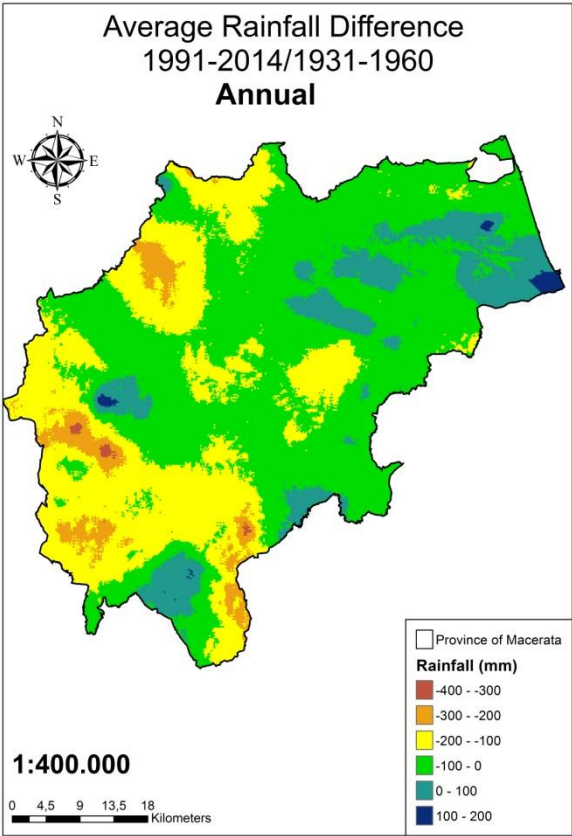 Average Rainfall Difference
1991-2014/1931-1960
Annual
N
W E
S
Province of Macerata
Rainfall (mm)
-400 - -300
-300 - -200
-200 - -100
-100 - 0
0 - 100
100 - 200
1:400.000
0 4,5 9 13,5 18
Kilometers